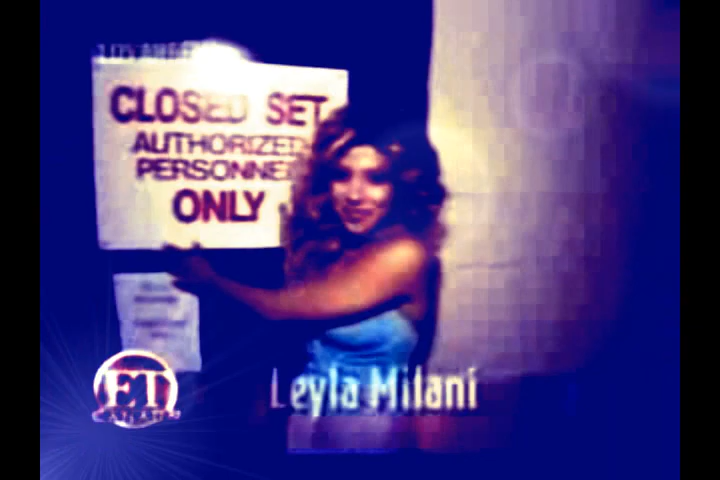 CLOSED SET
AUTHORIZED
PERSONNEL
ONLY
ET
CANADA
Leyla Milani